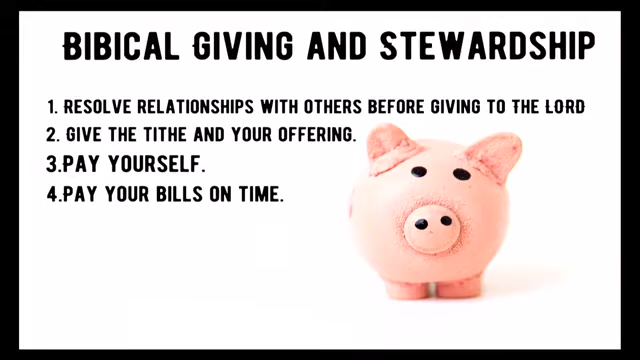 BIBICAL GIVING AND STEWARDSHIP
1. RESOLVE RELATIONSHIPS WITH OTHERS BEFORE GIVING TO THE LORD
2. GIVE THE TITHE AND YOUR OFFERING.
3.PAY YOURSELF.
4.PAY YOUR BILLS ON TIME.